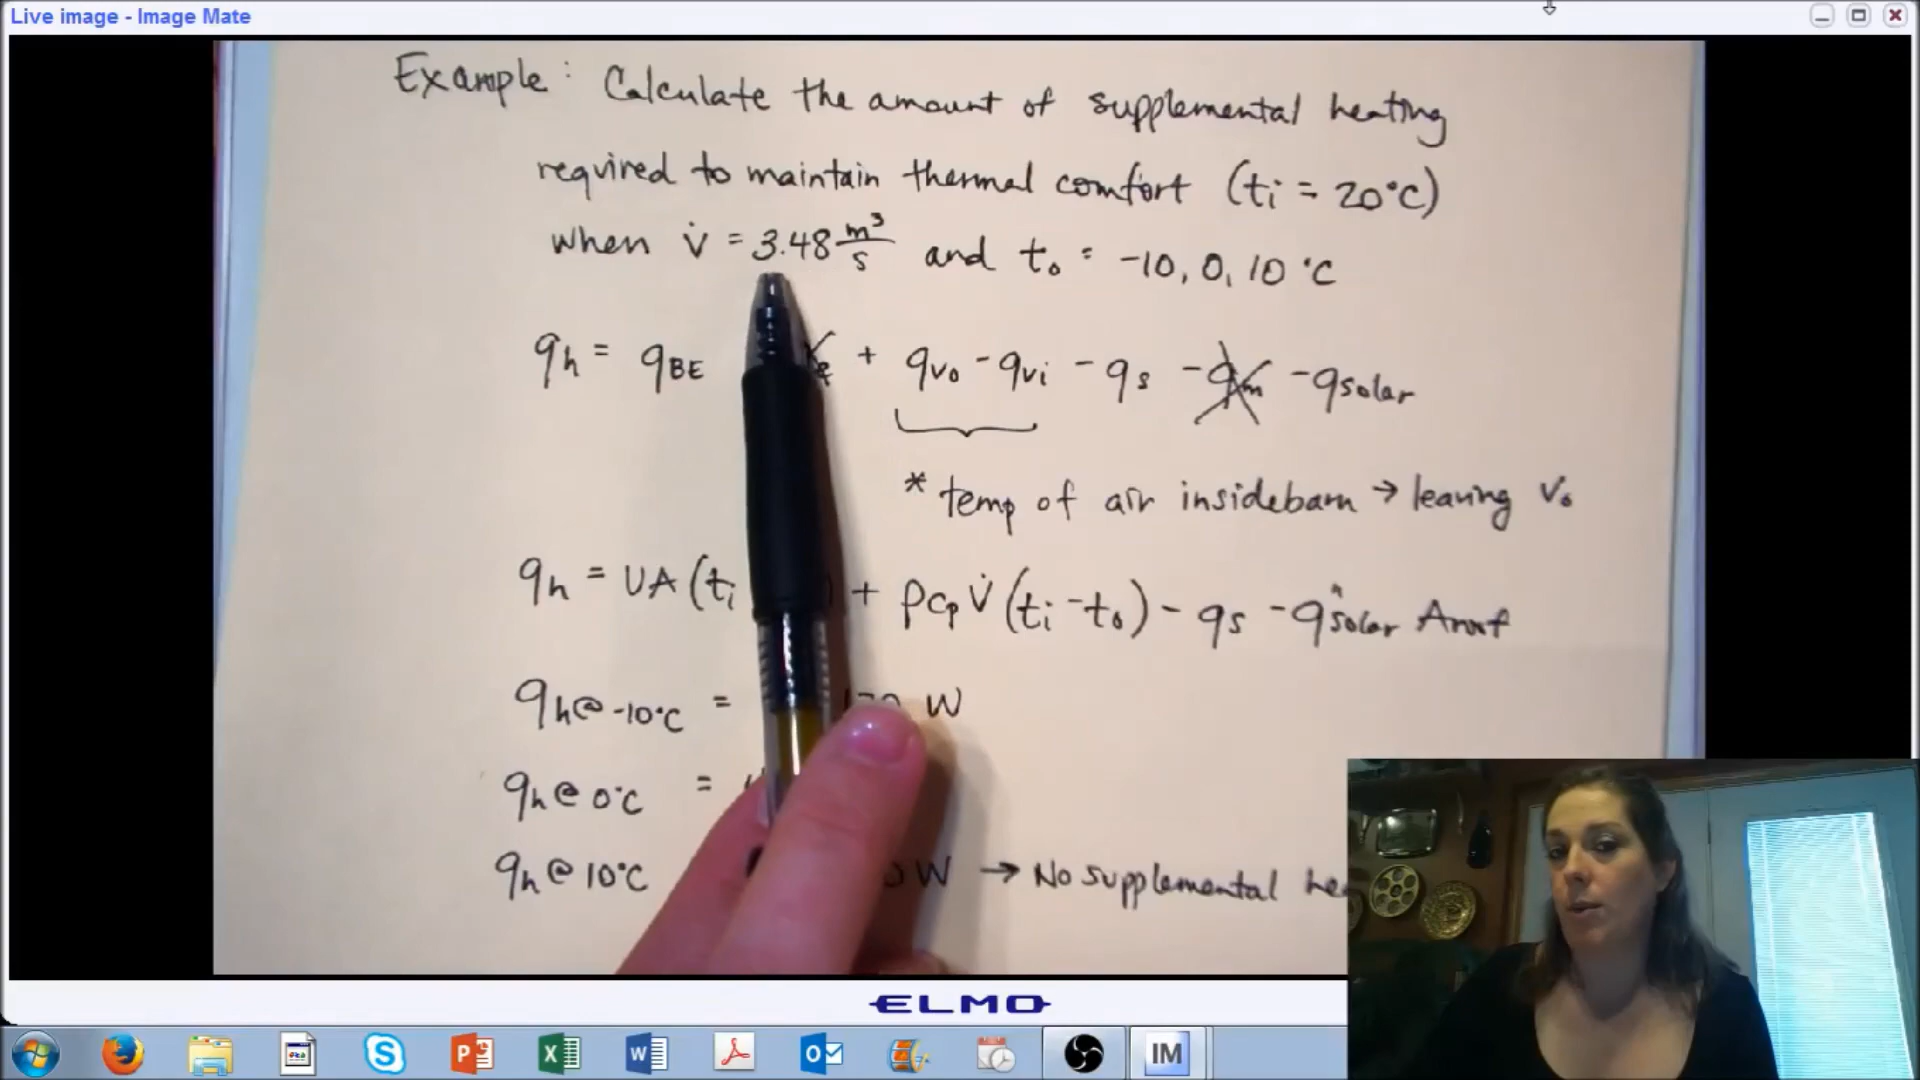 Live image - Image Mate
Example: Calculate the amount of supplemental heating
required to maintain thermal comfort (ti = 20°C)
when V̇ = 3.48 m³/s and to = -10, 0, 10 °C
qh = qBE + qvo - qvi - qs - qm - qsolar
* temp of air inside barn → leaving Vo
qh = UA(ti + ρcpV̇(ti - to) - qs - q"solar Aroof
qh@-10°C = W
qh@0°C =
qh@10°C W → No supplemental
ELMO
IM